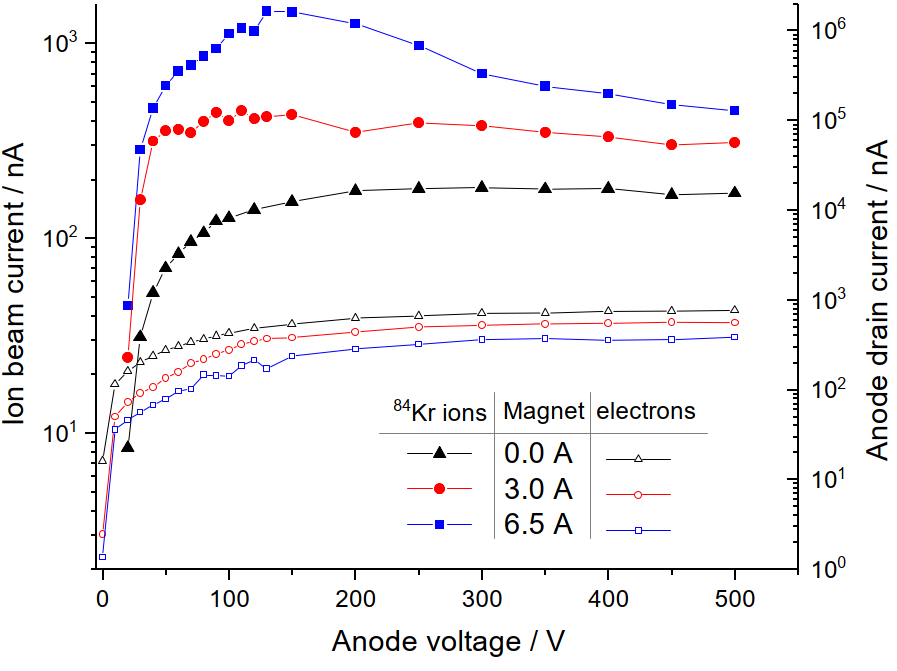 Ion beam current / nA
10³
10²
10¹
Anode drain current / nA
10⁶
10⁵
10⁴
10³
10²
10¹
10⁰
⁸⁴Kr ions Magnet electrons
0.0 A
3.0 A
6.5 A
0 100 200 300 400 500
Anode voltage / V